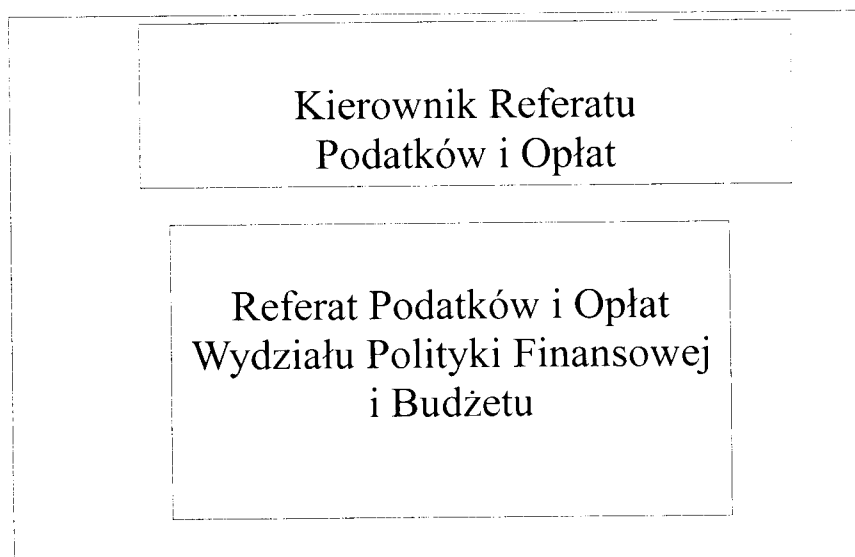 Kierownik Referatu
Podatków i Opłat
Referat Podatków i Opłat
Wydziału Polityki Finansowej
i Budżetu